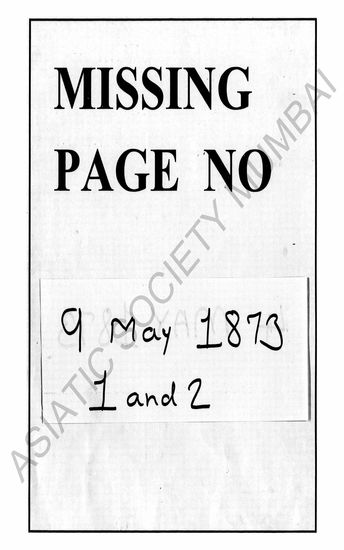 MISSING
PAGE NO
9 May 1873
1 and 2
ASIATIC SOCIETY MUMBAI